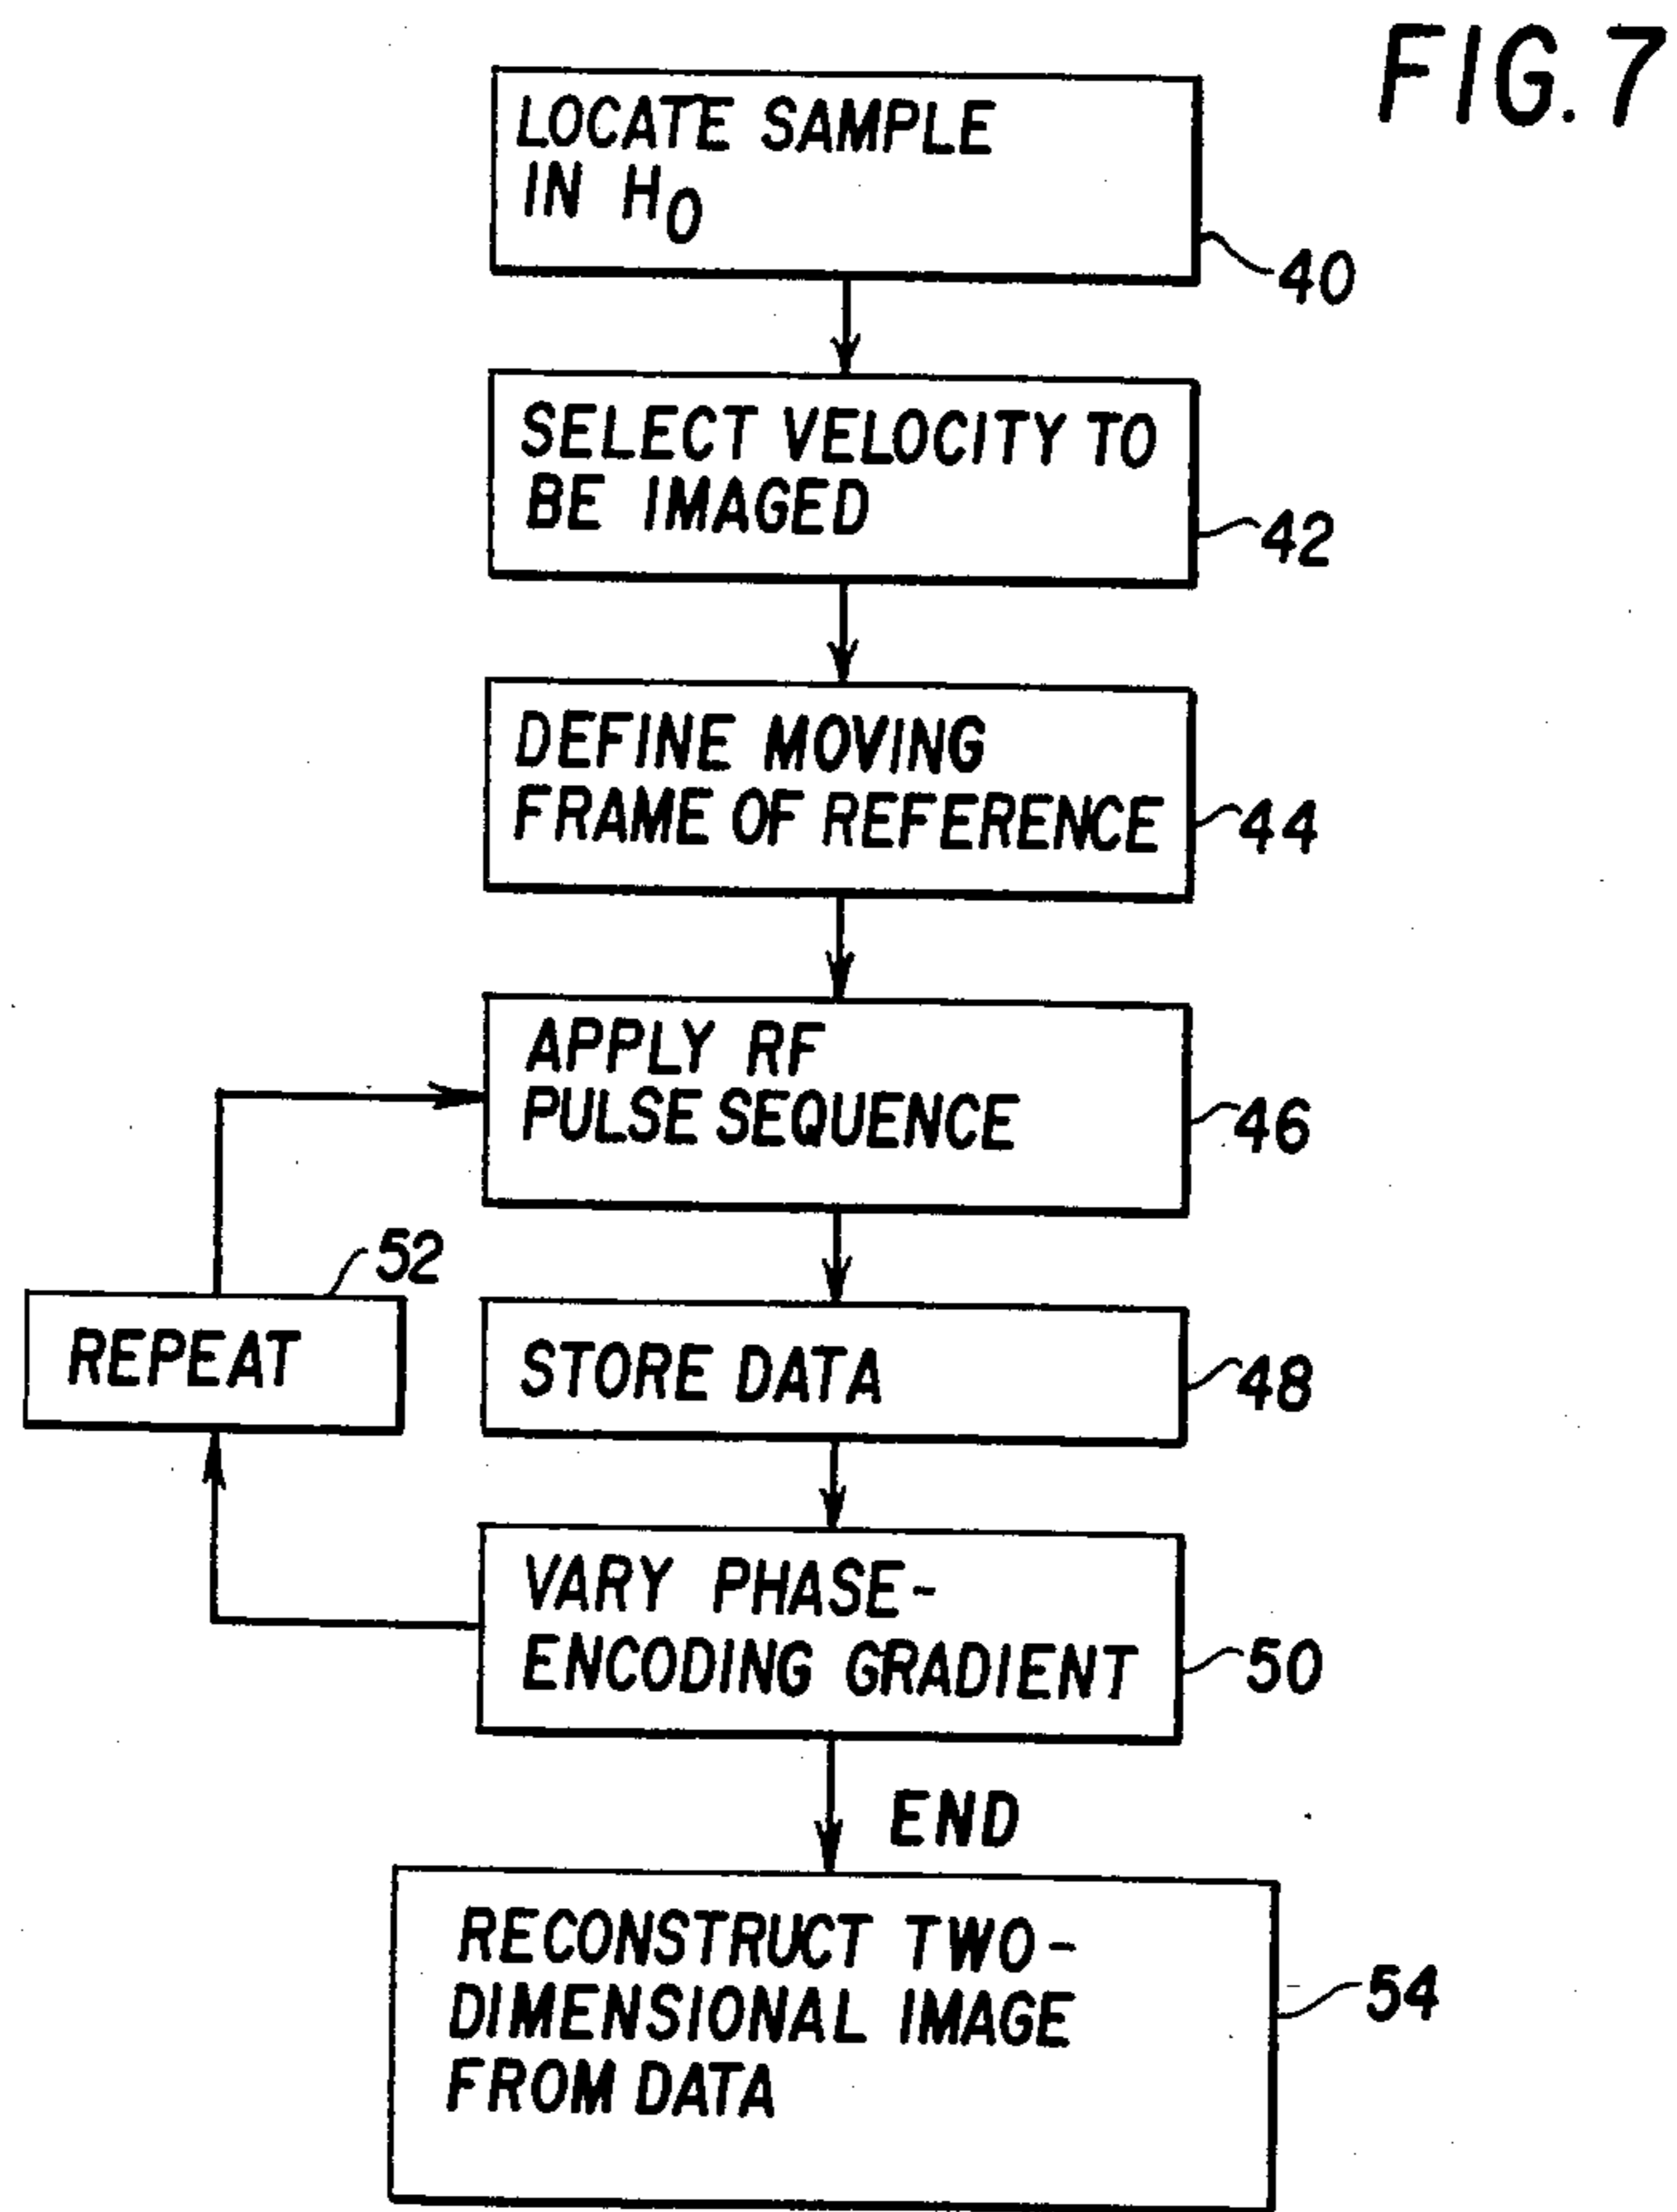 FIG. 7
LOCATE SAMPLE
IN H0
40
SELECT VELOCITY TO
BE IMAGED
42
DEFINE MOVING
FRAME OF REFERENCE
44
APPLY RF
PULSE SEQUENCE
46
52
REPEAT
STORE DATA
48
VARY PHASE-
ENCODING GRADIENT
50
END
RECONSTRUCT TWO-
DIMENSIONAL IMAGE
FROM DATA
54